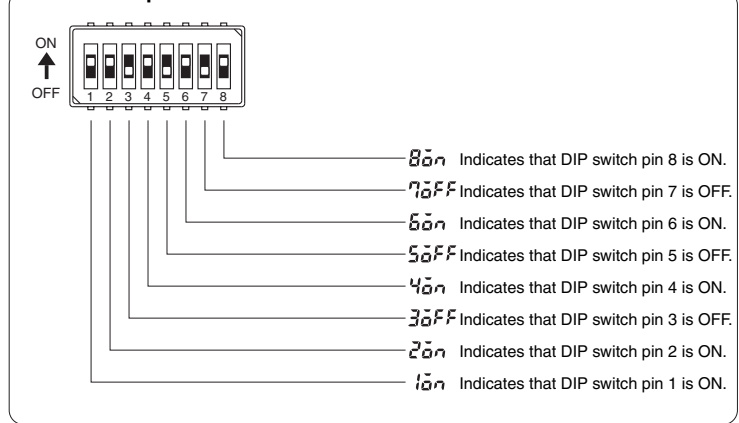 ON
OFF
1 2 3 4 5 6 7 8
8on Indicates that DIP switch pin 8 is ON.
7oFF Indicates that DIP switch pin 7 is OFF.
6on Indicates that DIP switch pin 6 is ON.
5oFF Indicates that DIP switch pin 5 is OFF.
4on Indicates that DIP switch pin 4 is ON.
3oFF Indicates that DIP switch pin 3 is OFF.
2on Indicates that DIP switch pin 2 is ON.
1on Indicates that DIP switch pin 1 is ON.